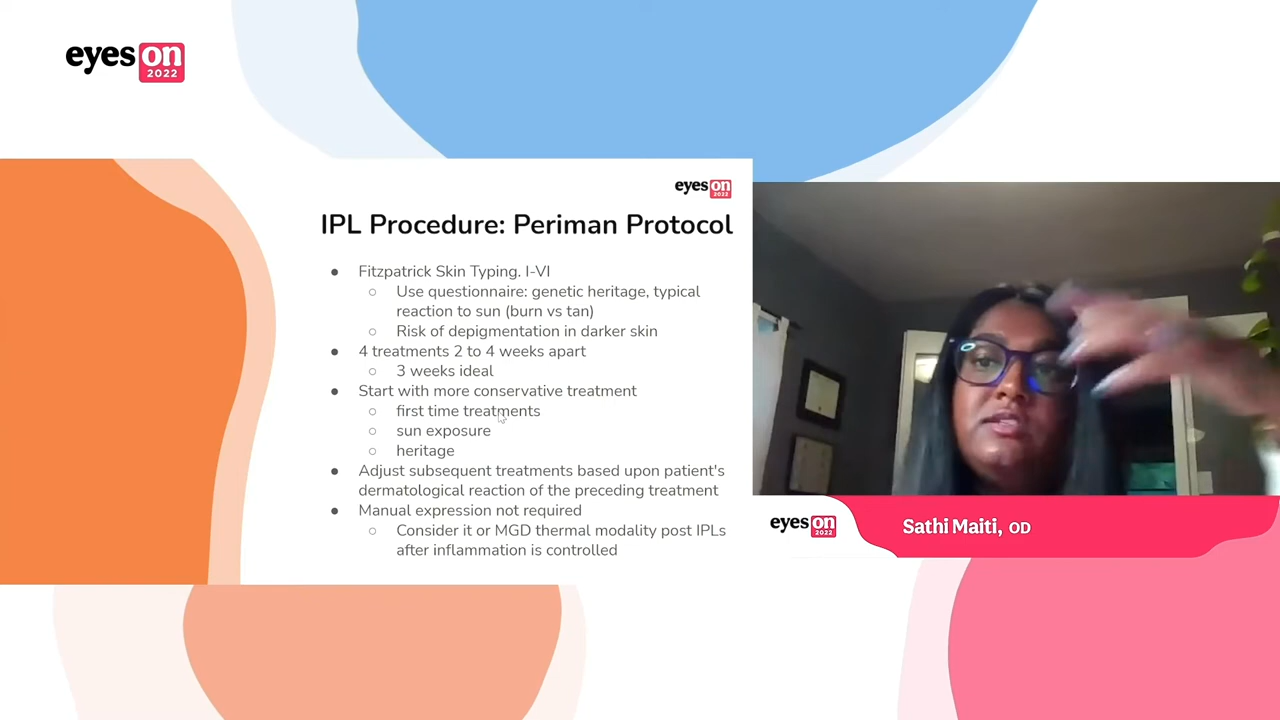 eyes on
2022
eyes on
2022
IPL Procedure: Periman Protocol
● Fitzpatrick Skin Typing. I-VI
○ Use questionnaire: genetic heritage, typical
reaction to sun (burn vs tan)
○ Risk of depigmentation in darker skin
● 4 treatments 2 to 4 weeks apart
○ 3 weeks ideal
● Start with more conservative treatment
○ first time treatments
○ sun exposure
○ heritage
● Adjust subsequent treatments based upon patient's
dermatological reaction of the preceding treatment
● Manual expression not required
○ Consider it or MGD thermal modality post IPLs
after inflammation is controlled
eyes on
2022
Sathi Maiti, OD